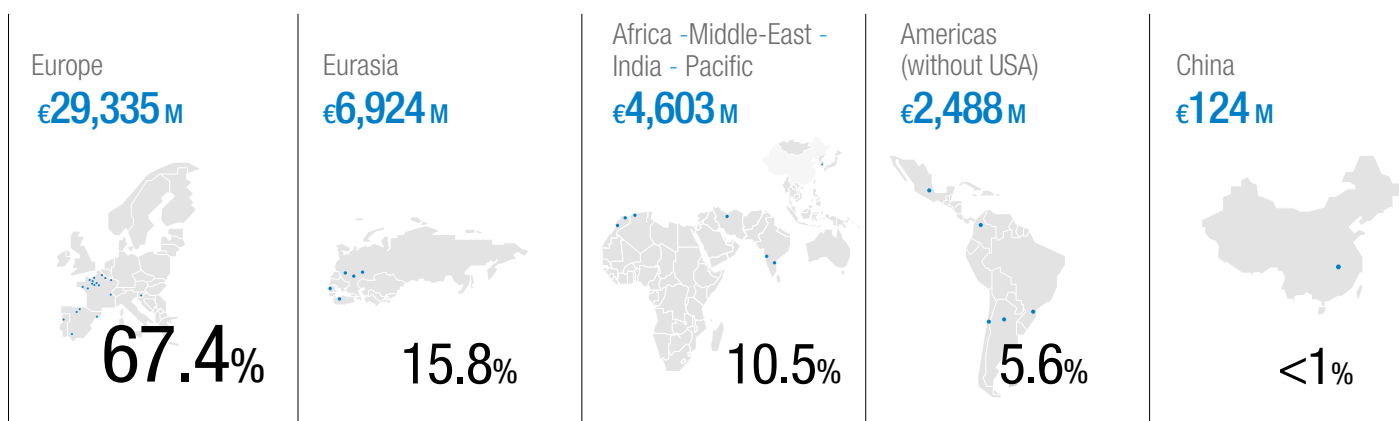 Europe
€29,335 M
67.4%
Eurasia
€6,924 M
15.8%
Africa -Middle-East -
India - Pacific
€4,603 M
10.5%
Americas
(without USA)
€2,488 M
5.6%
China
€124 M
<1%